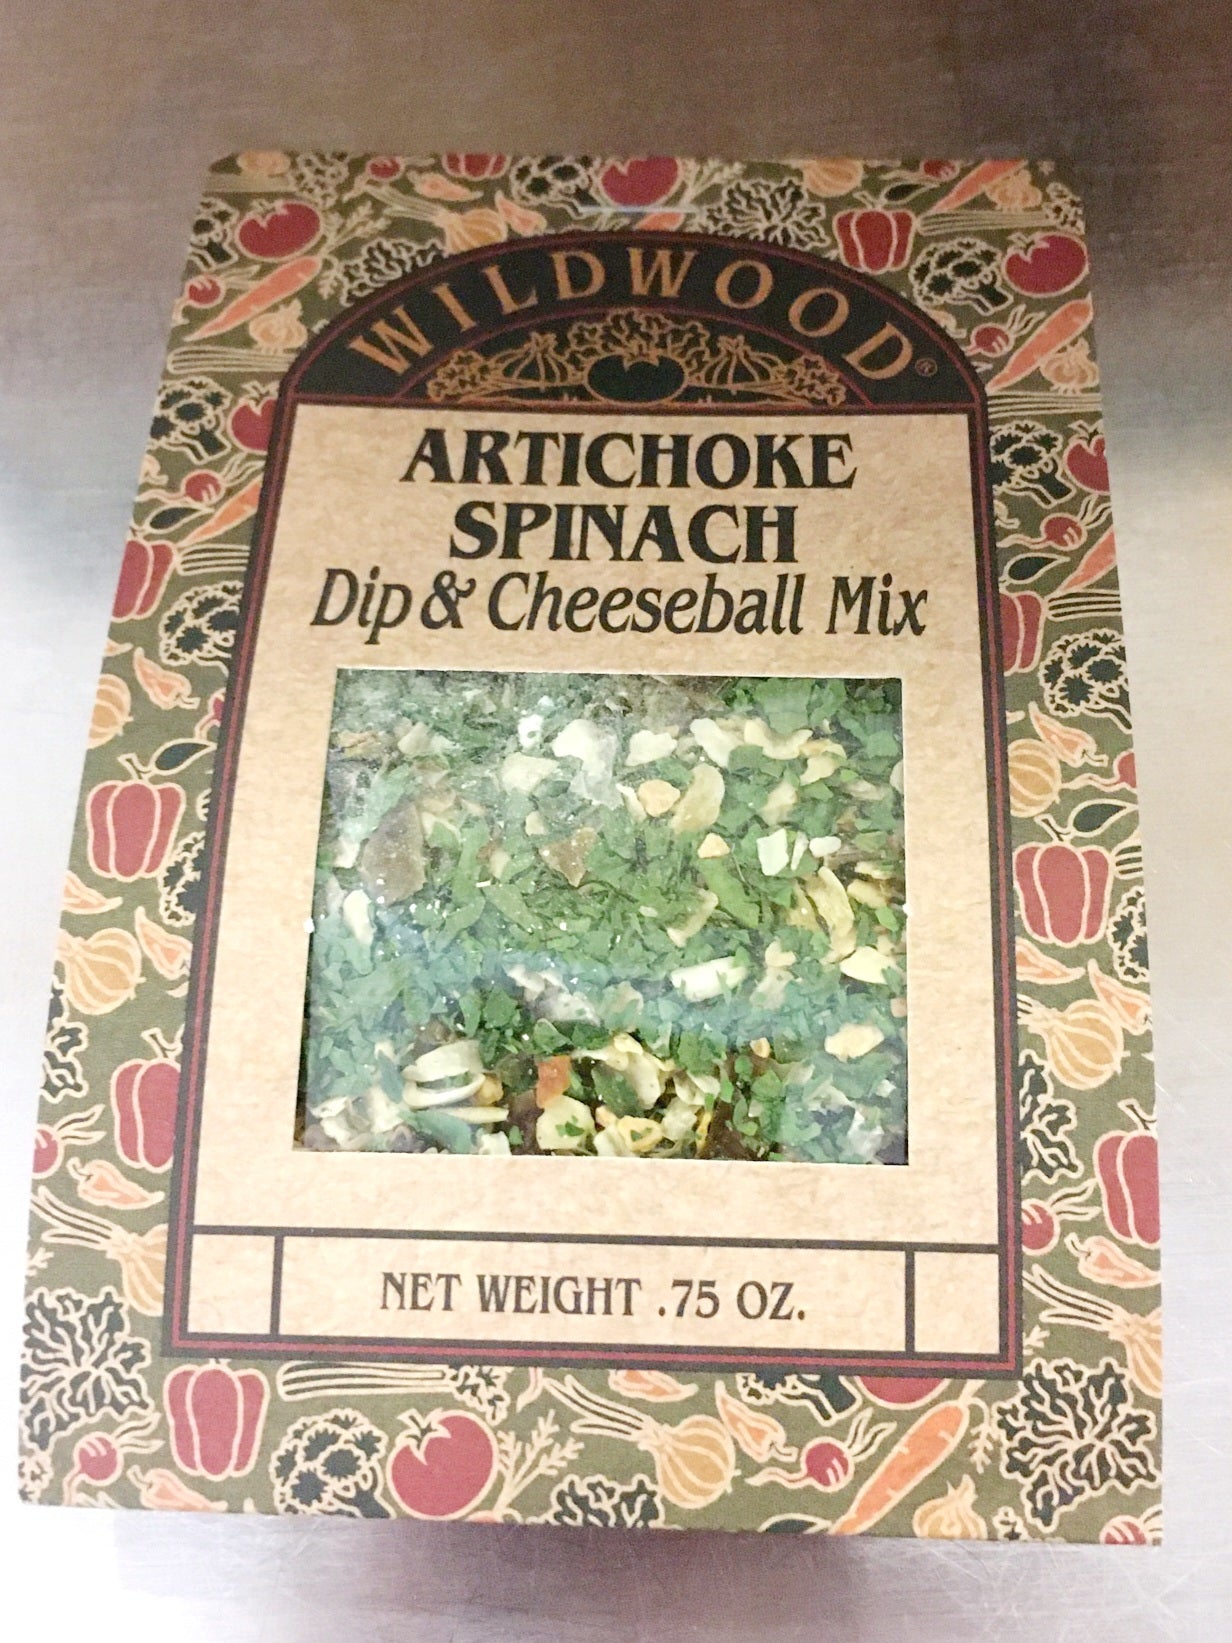 WILDWOOD®
ARTICHOKE
SPINACH
Dip & Cheeseball Mix
NET WEIGHT .75 OZ.